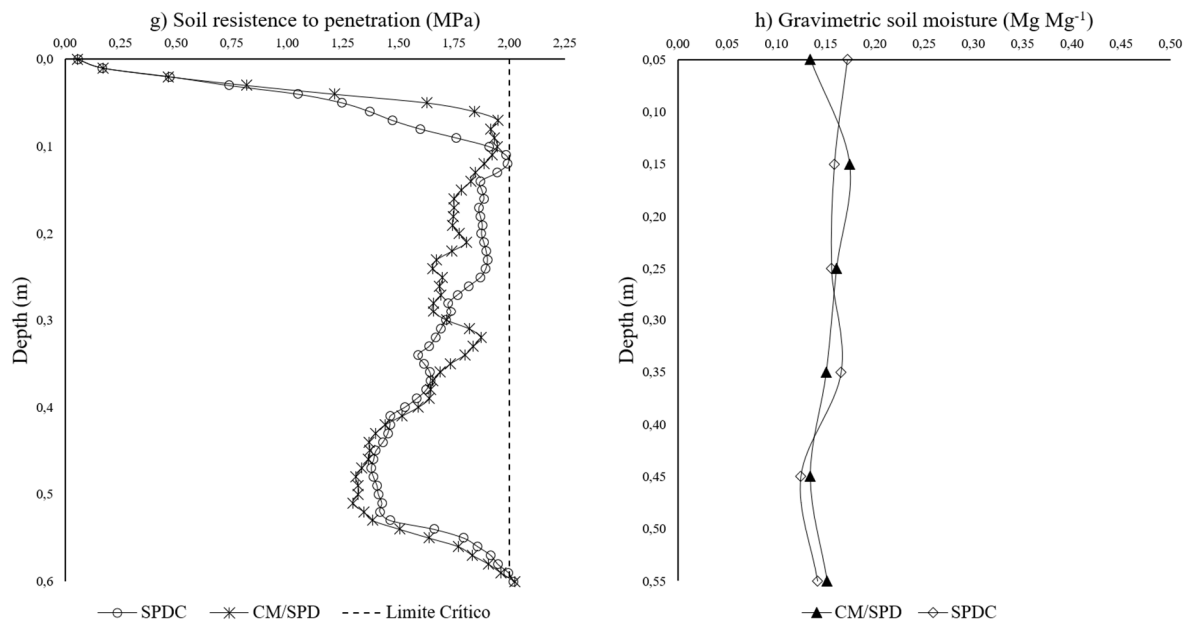 g) Soil resistence to penetration (MPa)
0,00 0,25 0,50 0,75 1,00 1,25 1,50 1,75 2,00 2,25
0,0
0,1
0,2
0,3
0,4
0,5
0,6
Depth (m)
SPDC CM/SPD Limite Crítico
h) Gravimetric soil moisture (Mg Mg⁻¹)
0,00 0,05 0,10 0,15 0,20 0,25 0,30 0,35 0,40 0,45 0,50
0,05
0,10
0,15
0,20
0,25
0,30
0,35
0,40
0,45
0,50
0,55
Depth (m)
CM/SPD SPDC